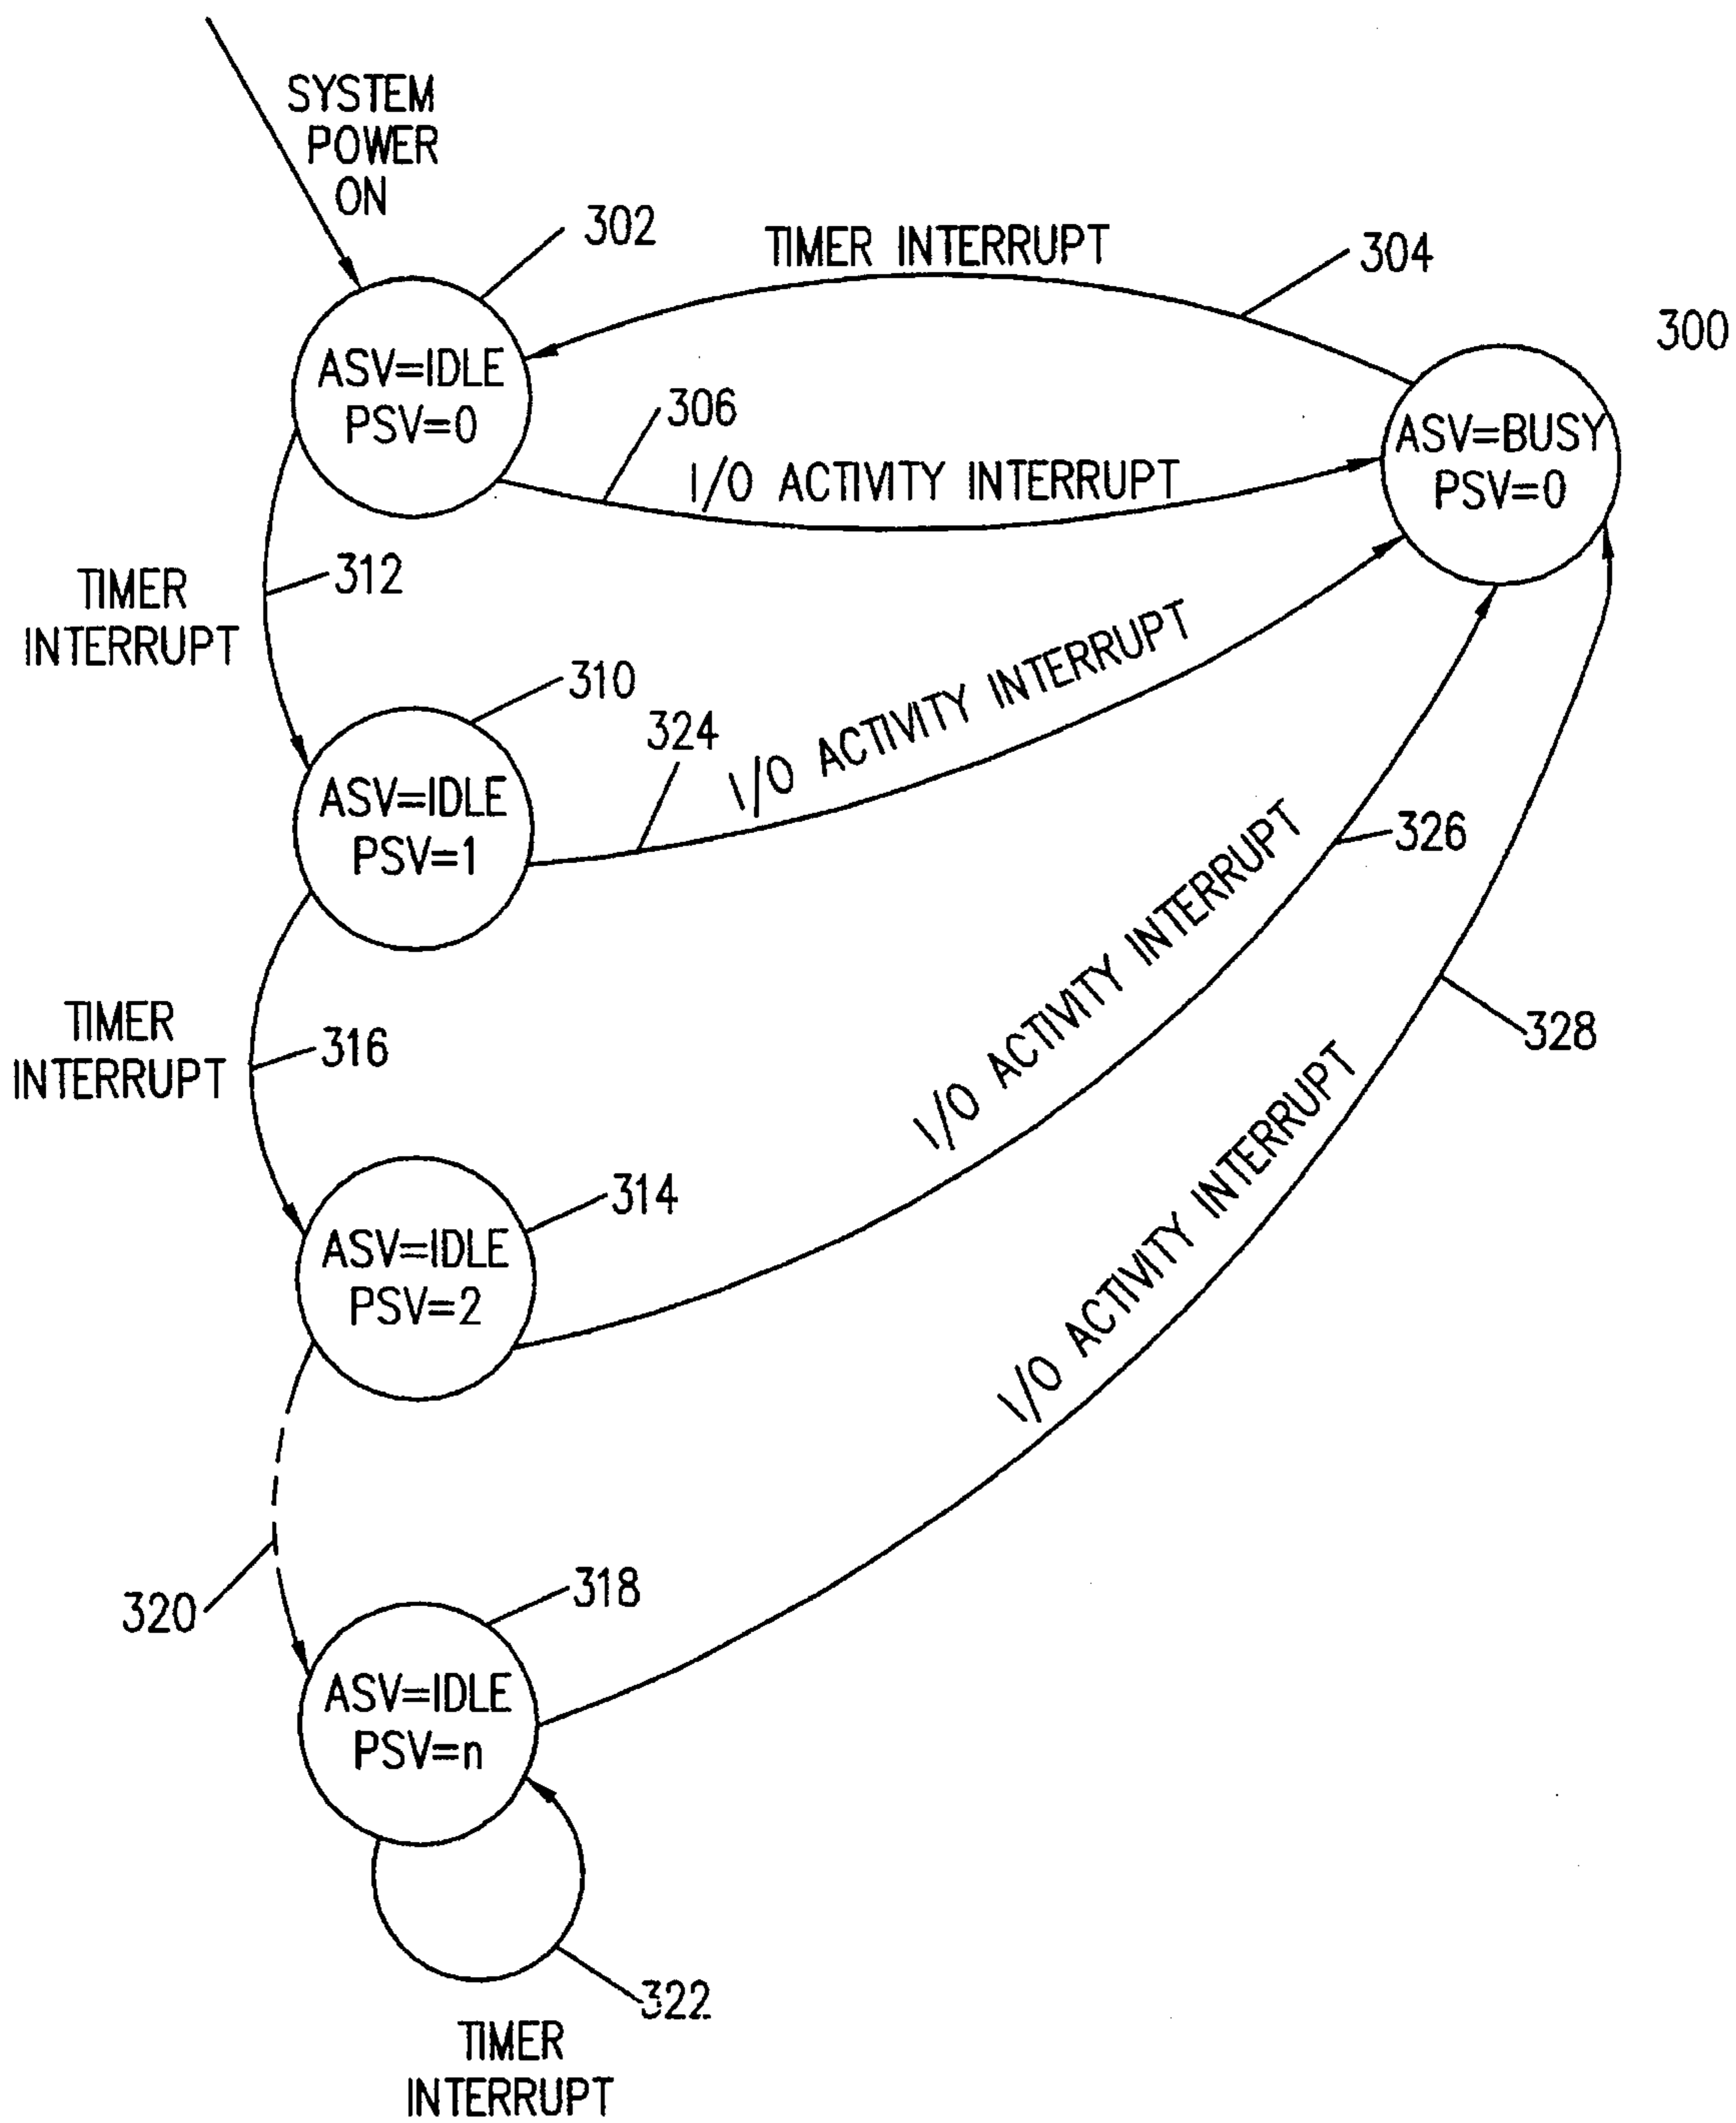 SYSTEM
POWER
ON
302
TIMER INTERRUPT
304
300
ASV=IDLE
PSV=0
306
I/O ACTIVITY INTERRUPT
ASV=BUSY
PSV=0
312
TIMER
INTERRUPT
310
324
I/O ACTIVITY INTERRUPT
ASV=IDLE
PSV=1
326
I/O ACTIVITY INTERRUPT
TIMER
INTERRUPT
316
328
I/O ACTIVITY INTERRUPT
314
ASV=IDLE
PSV=2
320
318
ASV=IDLE
PSV=n
322
TIMER
INTERRUPT